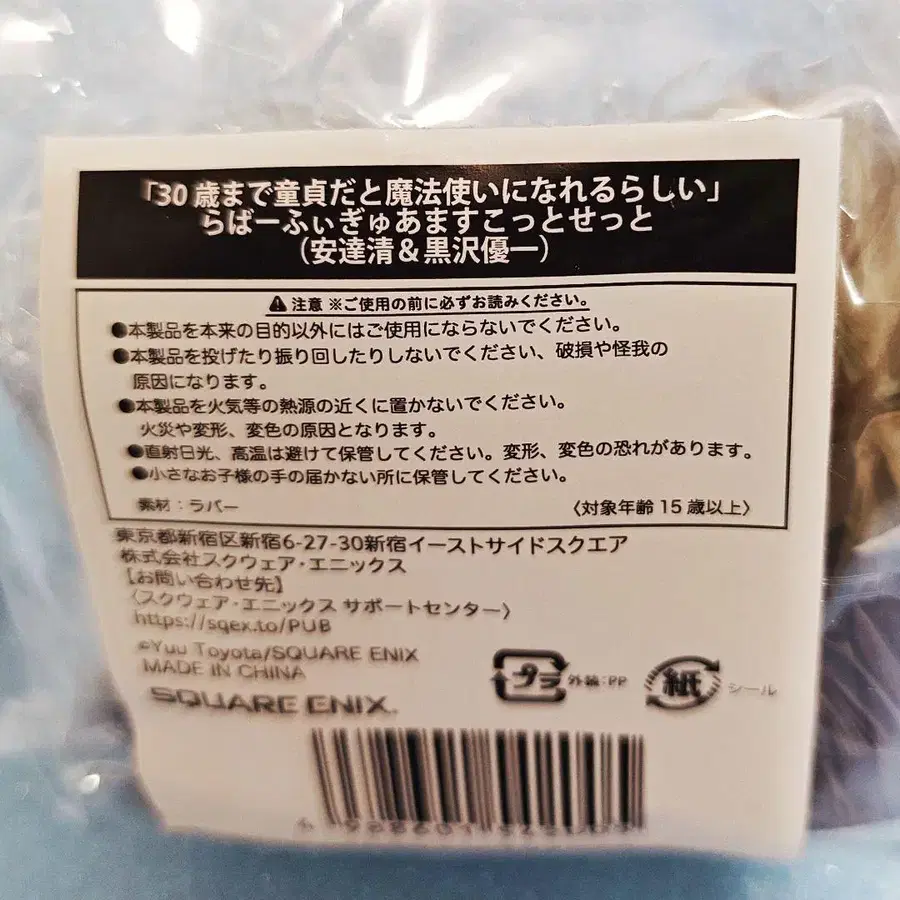 「30歳まで童貞だと魔法使いになれるらしい」
らばーふぃぎゅあますこっとせっと
（安達清＆黒沢優一）
注意 ※ご使用の前に必ずお読みください。
●本製品を本来の目的以外にはご使用にならないでください。
●本製品を投げたり振り回したりしないでください、破損や怪我の
原因になります。
●本製品を火気等の熱源の近くに置かないでください。
火災や変形、変色の原因となります。
●直射日光、高温は避けて保管してください。変形、変色の恐れがあります。
●小さなお子様の手の届かない所に保管してください。
素材：ラバー 〈対象年齢 15歳以上〉
東京都新宿区新宿6-27-30新宿イーストサイドスクエア
株式会社スクウェア・エニックス
【お問い合わせ先】
〈スクウェア・エニックス サポートセンター〉
https://sqex.to/PUB
©Yuu Toyota/SQUARE ENIX
MADE IN CHINA
SQUARE ENIX.
プラ 外装：PP 紙 シール